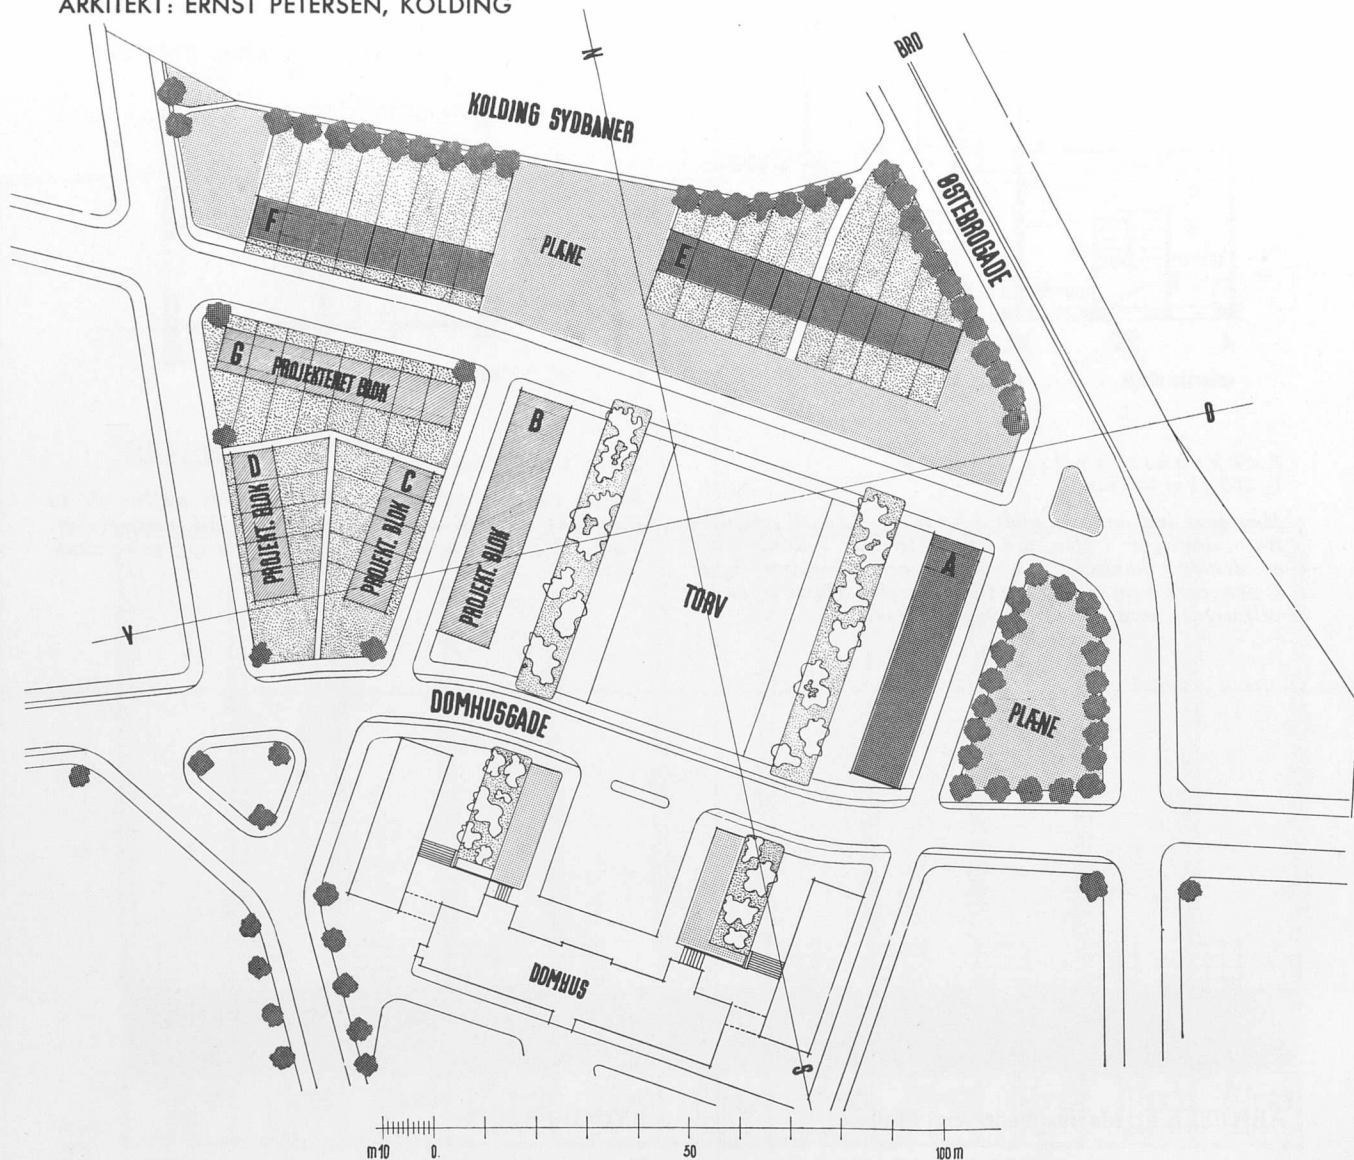 ARKITEKT: ERNST PETERSEN, KOLDING
N
BRO
KOLDING SYDBANER
ØSTEBROGADE
F
PLÆNE
E
G PROJEKTERET BLOK
B
PROJEKT BLOK
Ø
D
PROJEKT. BLOK
C
PROJEKT. BLOK
TORV
A
V
DOMHUSGADE
PLÆNE
DOMHUS
S
m10 0. 50 100 m